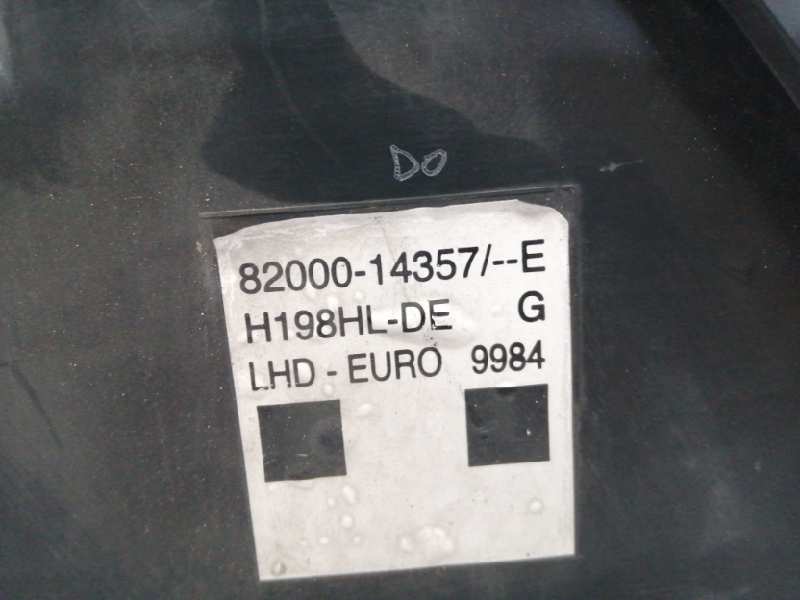 DO
82000-14357/--E
H198HL-DE G
LHD - EURO 9984